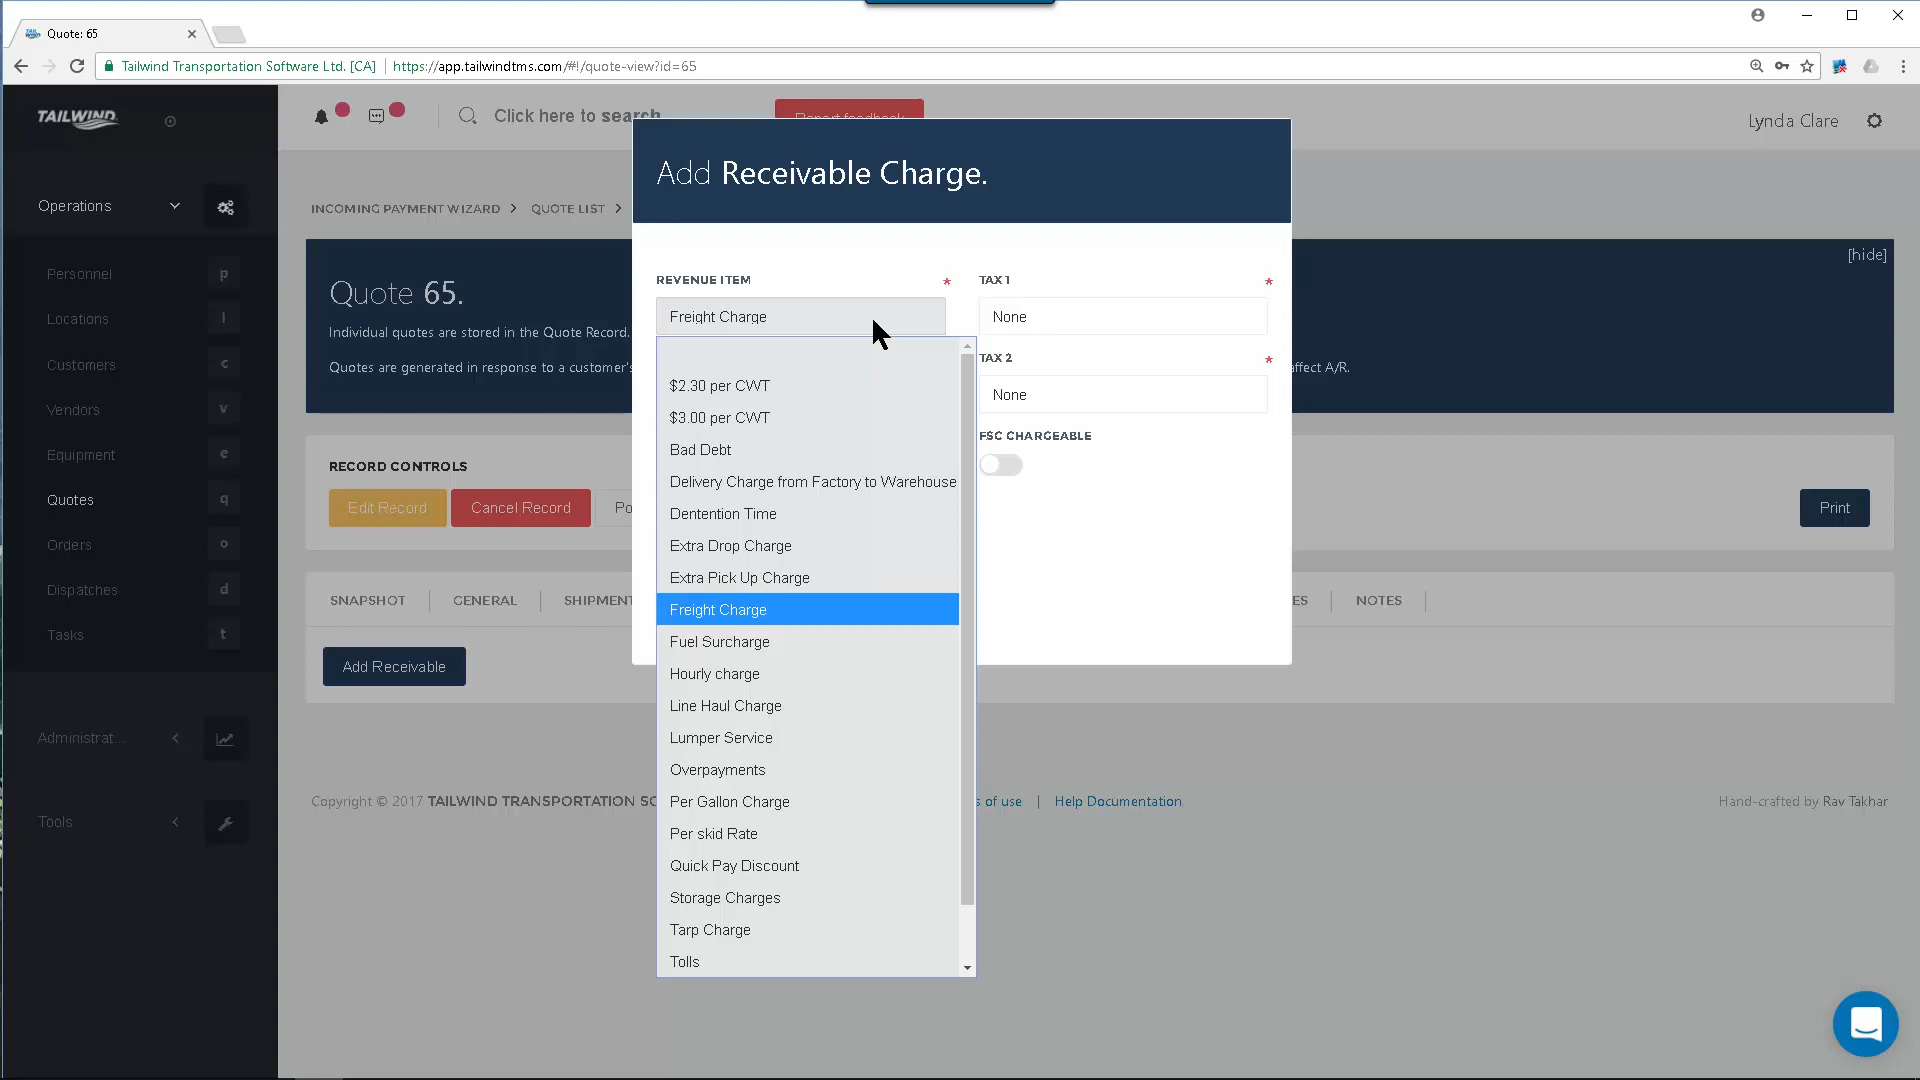 Quote: 65
Tailwind Transportation Software Ltd. [CA]
https://app.tailwindtms.com/#!/quote-view?id=65
TAILWIND
Click here to search
Report feedback
Lynda Clare
Operations
Personnel p
Locations l
Customers c
Vendors v
Equipment e
Quotes q
Orders o
Dispatches d
Tasks t
Administrat...
Tools
INCOMING PAYMENT WIZARD > QUOTE LIST >
[hide]
Quote 65.
Individual quotes are stored in the Quote Record.
Quotes are generated in response to a customer's
ffect A/R.
RECORD CONTROLS
Edit Record
Cancel Record
Po
Print
SNAPSHOT
GENERAL
SHIPMENT
ES
NOTES
Add Receivable
Add Receivable Charge.
REVENUE ITEM *
Freight Charge
TAX 1 *
None
TAX 2 *
None
FSC CHARGEABLE
$2.30 per CWT
$3.00 per CWT
Bad Debt
Delivery Charge from Factory to Warehouse
Dentention Time
Extra Drop Charge
Extra Pick Up Charge
Freight Charge
Fuel Surcharge
Hourly charge
Line Haul Charge
Lumper Service
Overpayments
Per Gallon Charge
Per skid Rate
Quick Pay Discount
Storage Charges
Tarp Charge
Tolls
Copyright © 2017 TAILWIND TRANSPORTATION SO
s of use | Help Documentation
Hand-crafted by Rav Takhar